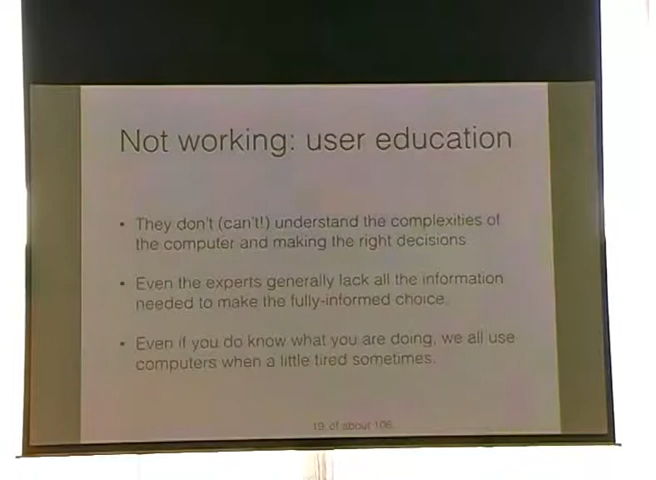 Not working: user education
• They don't (can't!) understand the complexities of
the computer and making the right decisions
• Even the experts generally lack all the information
needed to make the fully-informed choice.
• Even if you do know what you are doing, we all use
computers when a little tired sometimes.
19 of about 106